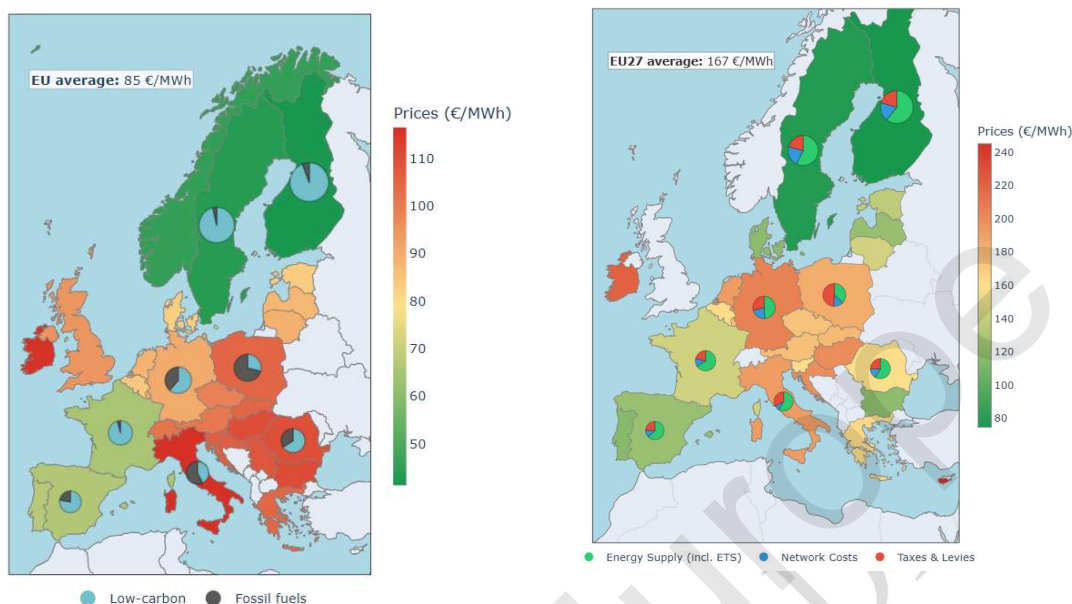 EU average: 85 €/MWh
Prices (€/MWh)
110
100
90
80
70
60
50
Low-carbon
Fossil fuels
EU27 average: 167 €/MWh
Prices (€/MWh)
240
220
200
180
160
140
120
100
80
Energy Supply (incl. ETS)
Network Costs
Taxes & Levies
urope